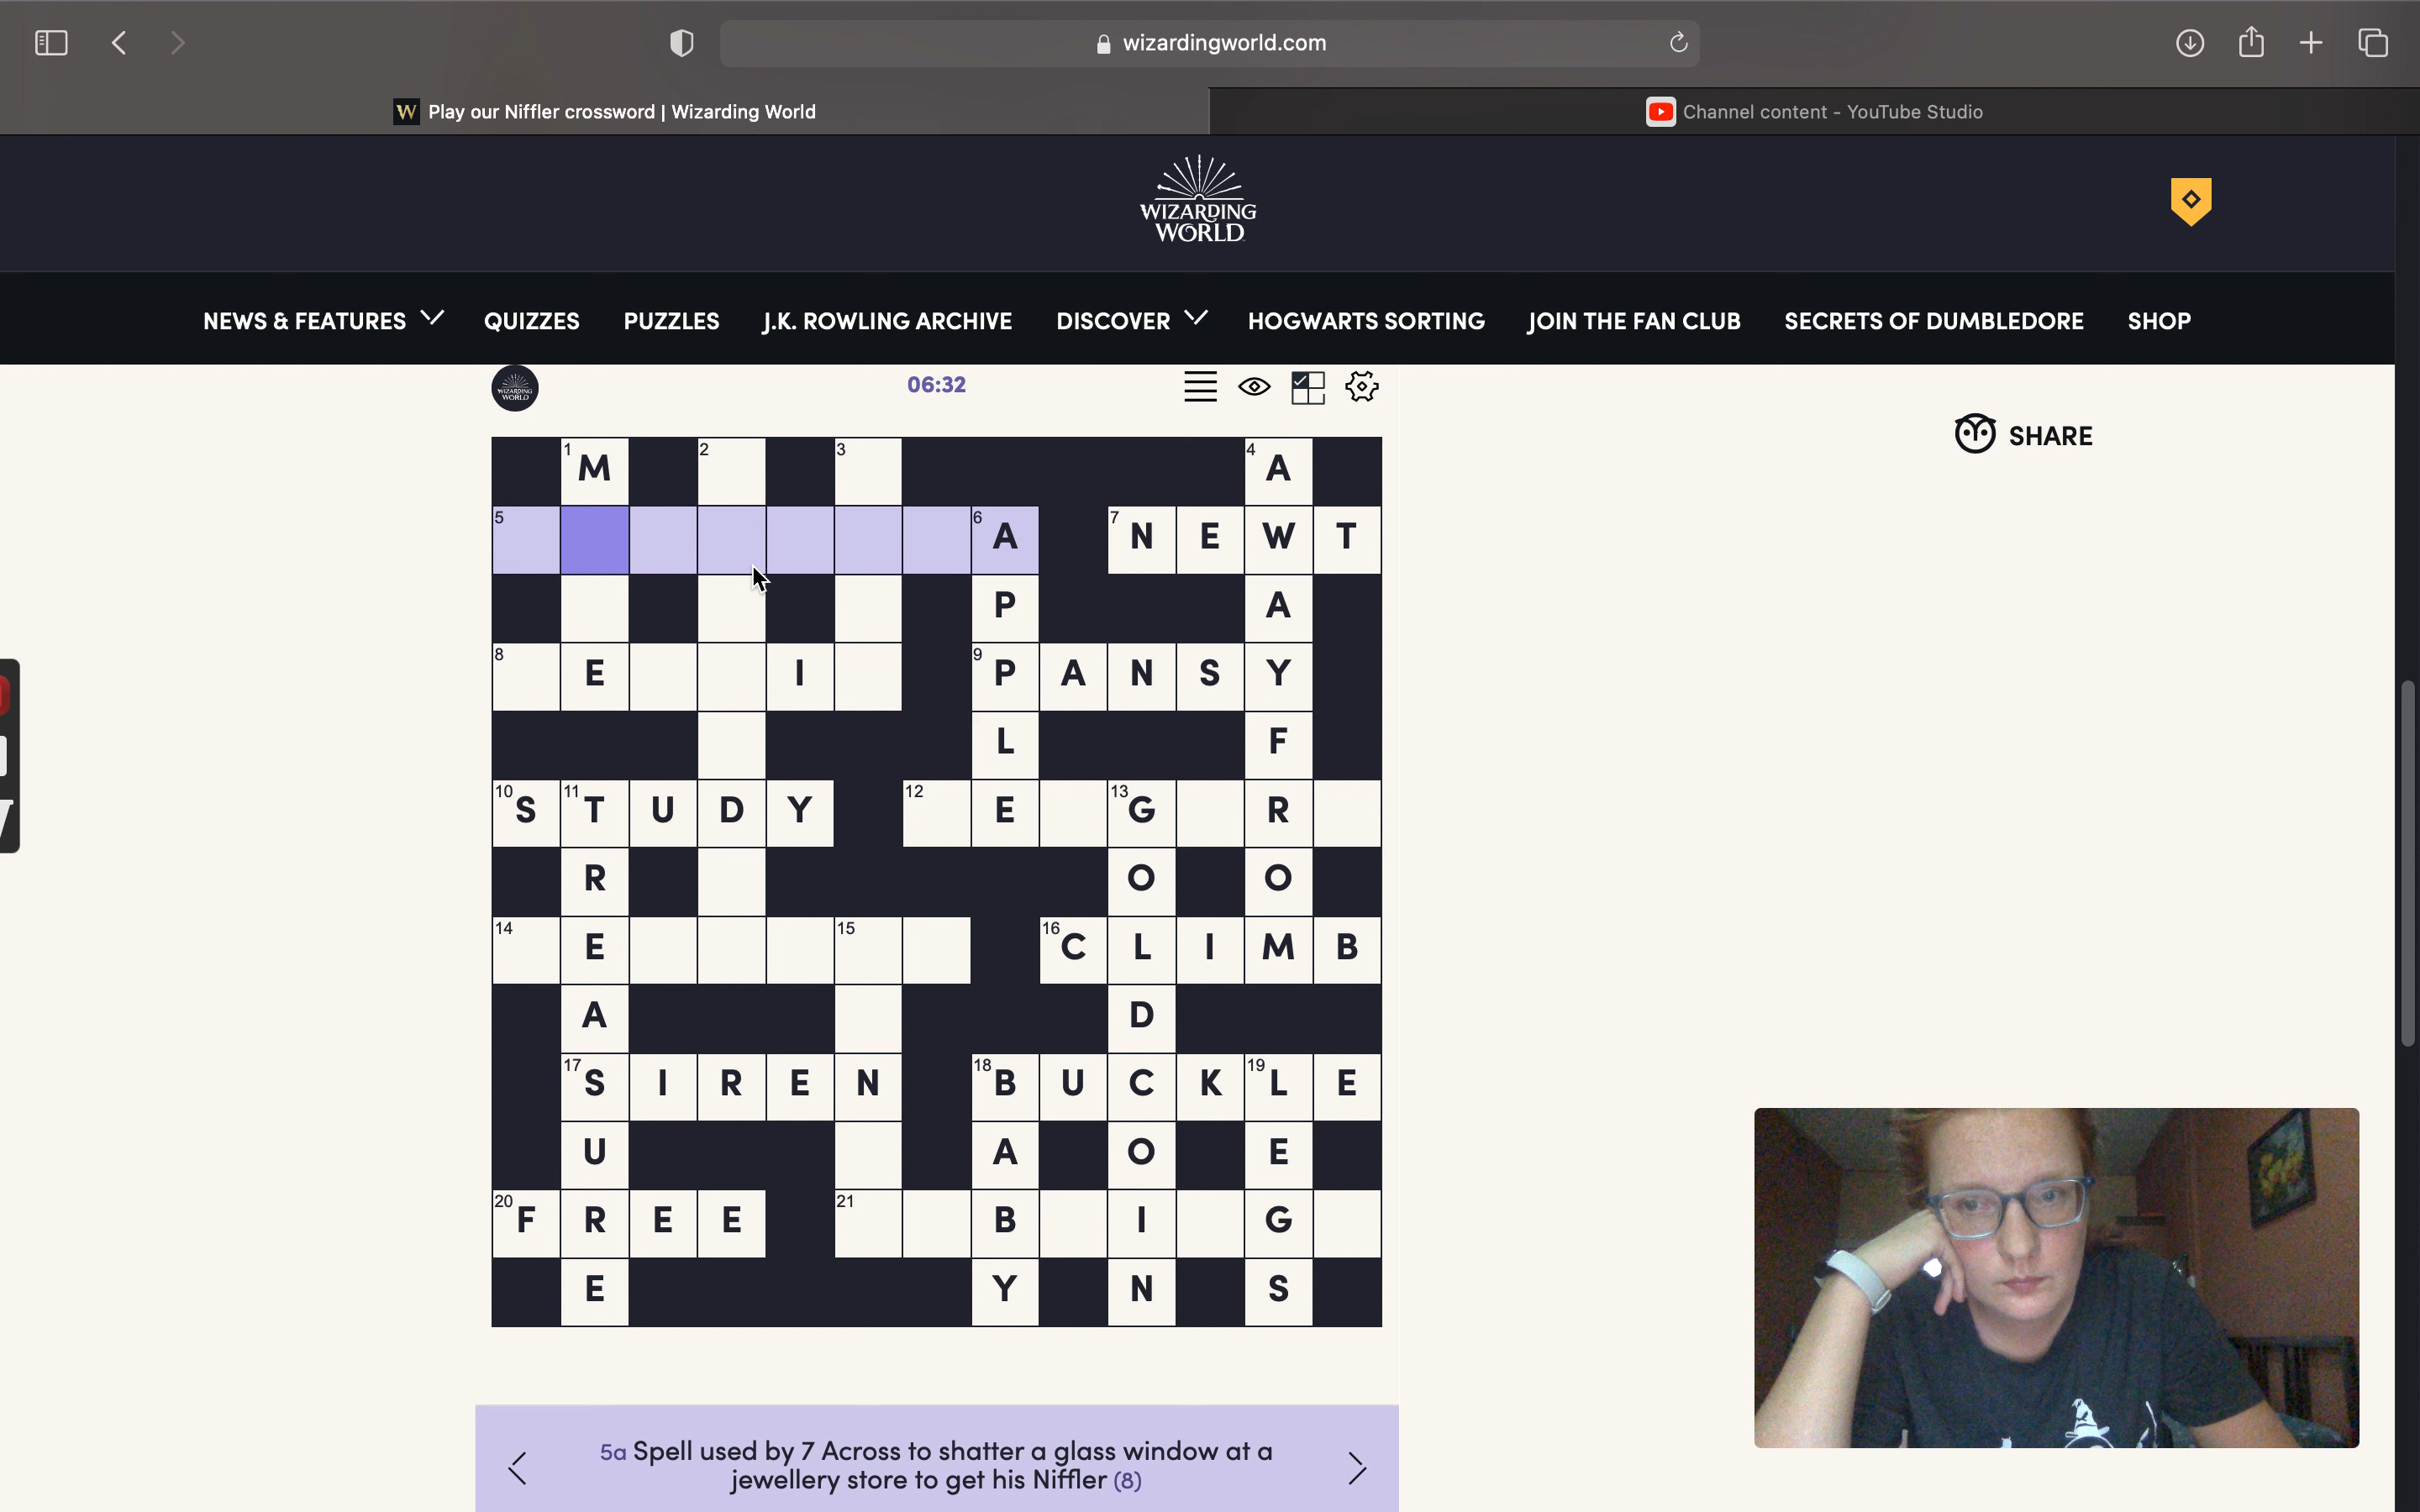 wizardingworld.com
W Play our Niffler crossword | Wizarding World
Channel content - YouTube Studio
WIZARDING
WORLD
NEWS & FEATURES QUIZZES PUZZLES J.K. ROWLING ARCHIVE DISCOVER HOGWARTS SORTING JOIN THE FAN CLUB SECRETS OF DUMBLEDORE SHOP
WIZARDING
WORLD
06:32
SHARE
1 M 2 3 4 A
5 6 A 7 N E W T
P A
8 E I 9 P A N S Y
L F
10 S 11 T U D Y 12 E 13 G R
R O O
14 E 15 16 C L I M B
A D
17 S I R E N 18 B U C K 19 L E
U A O E
20 F R E E 21 B I G
E Y N S
5a Spell used by 7 Across to shatter a glass window at a
jewellery store to get his Niffler (8)